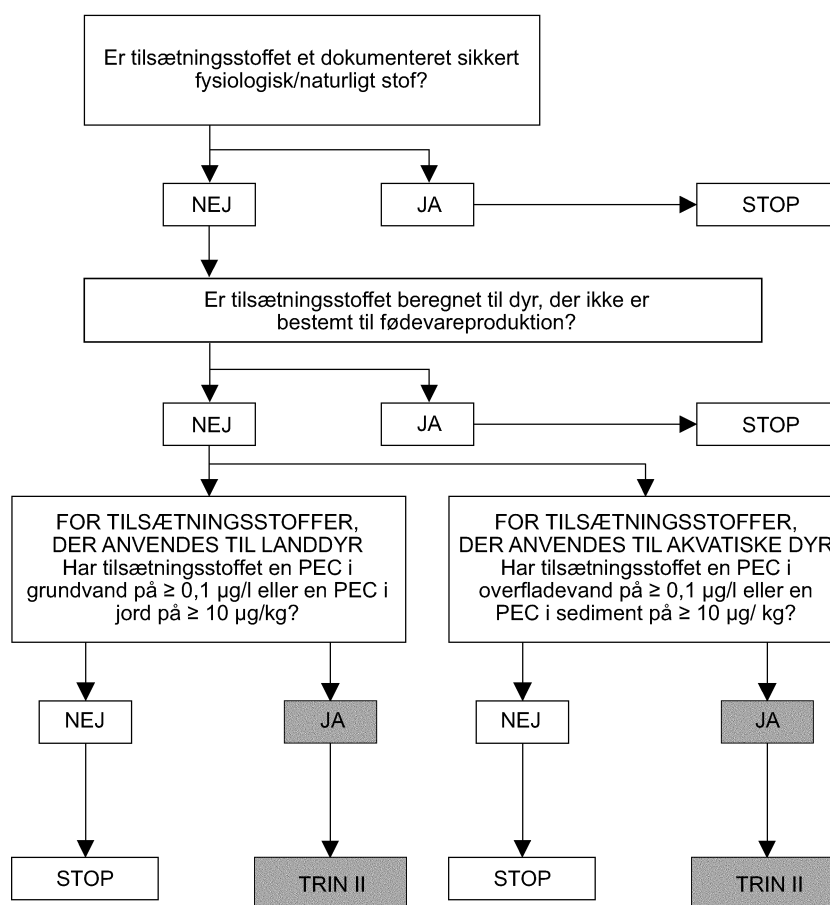 Er tilsætningsstoffet et dokumenteret sikkert
fysiologisk/naturligt stof?
NEJ
JA
STOP
Er tilsætningsstoffet beregnet til dyr, der ikke er
bestemt til fødevareproduktion?
NEJ
JA
STOP
FOR TILSÆTNINGSSTOFFER,
DER ANVENDES TIL LANDDYR
Har tilsætningsstoffet en PEC i
grundvand på ≥ 0,1 µg/l eller en PEC i
jord på ≥ 10 µg/kg?
FOR TILSÆTNINGSSTOFFER,
DER ANVENDES TIL AKVATISKE DYR
Har tilsætningsstoffet en PEC i
overfladevand på ≥ 0,1 µg/l eller en
PEC i sediment på ≥ 10 µg/ kg?
NEJ
JA
NEJ
JA
STOP
TRIN II
STOP
TRIN II